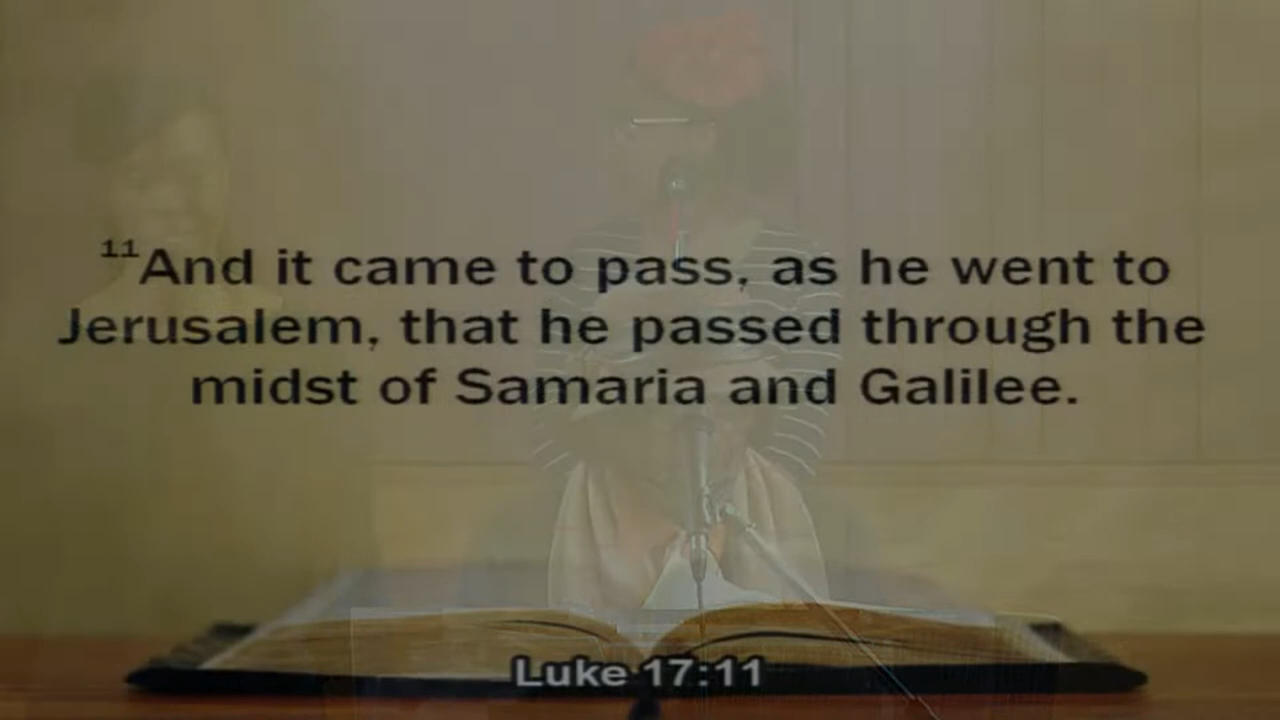 11And it came to pass, as he went to
Jerusalem, that he passed through the
midst of Samaria and Galilee.
Luke 17:11